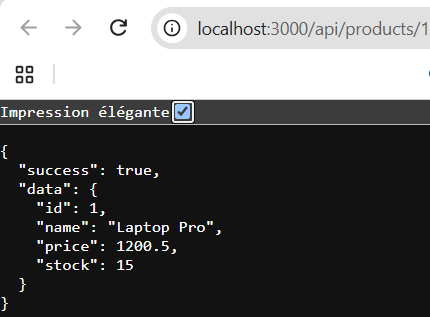 localhost:3000/api/products/1
Impression élégante
{
  "success": true,
  "data": {
    "id": 1,
    "name": "Laptop Pro",
    "price": 1200.5,
    "stock": 15
  }
}